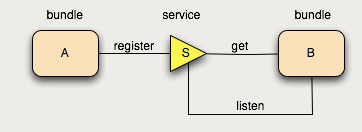 bundle service bundle
register get
A S B
listen